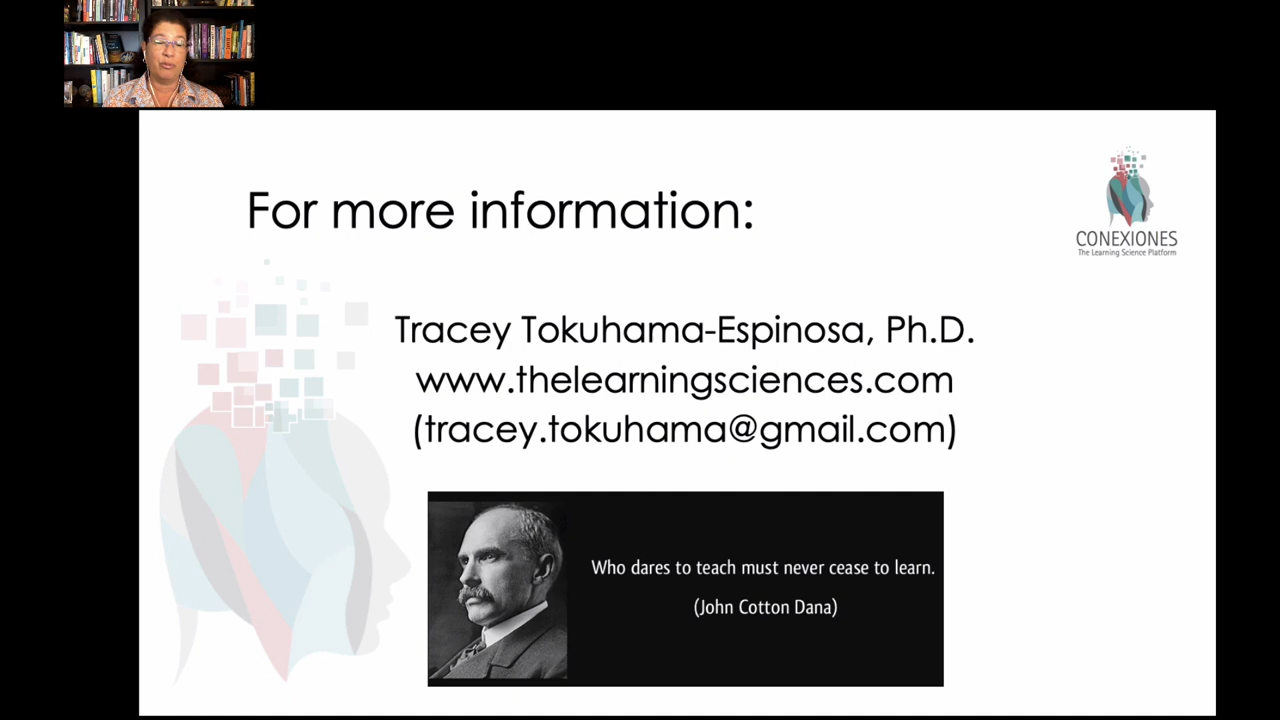 For more information:
CONEXIONES
The Learning Science Platform
Tracey Tokuhama-Espinosa, Ph.D.
www.thelearningsciences.com
(tracey.tokuhama@gmail.com)
Who dares to teach must never cease to learn.
(John Cotton Dana)